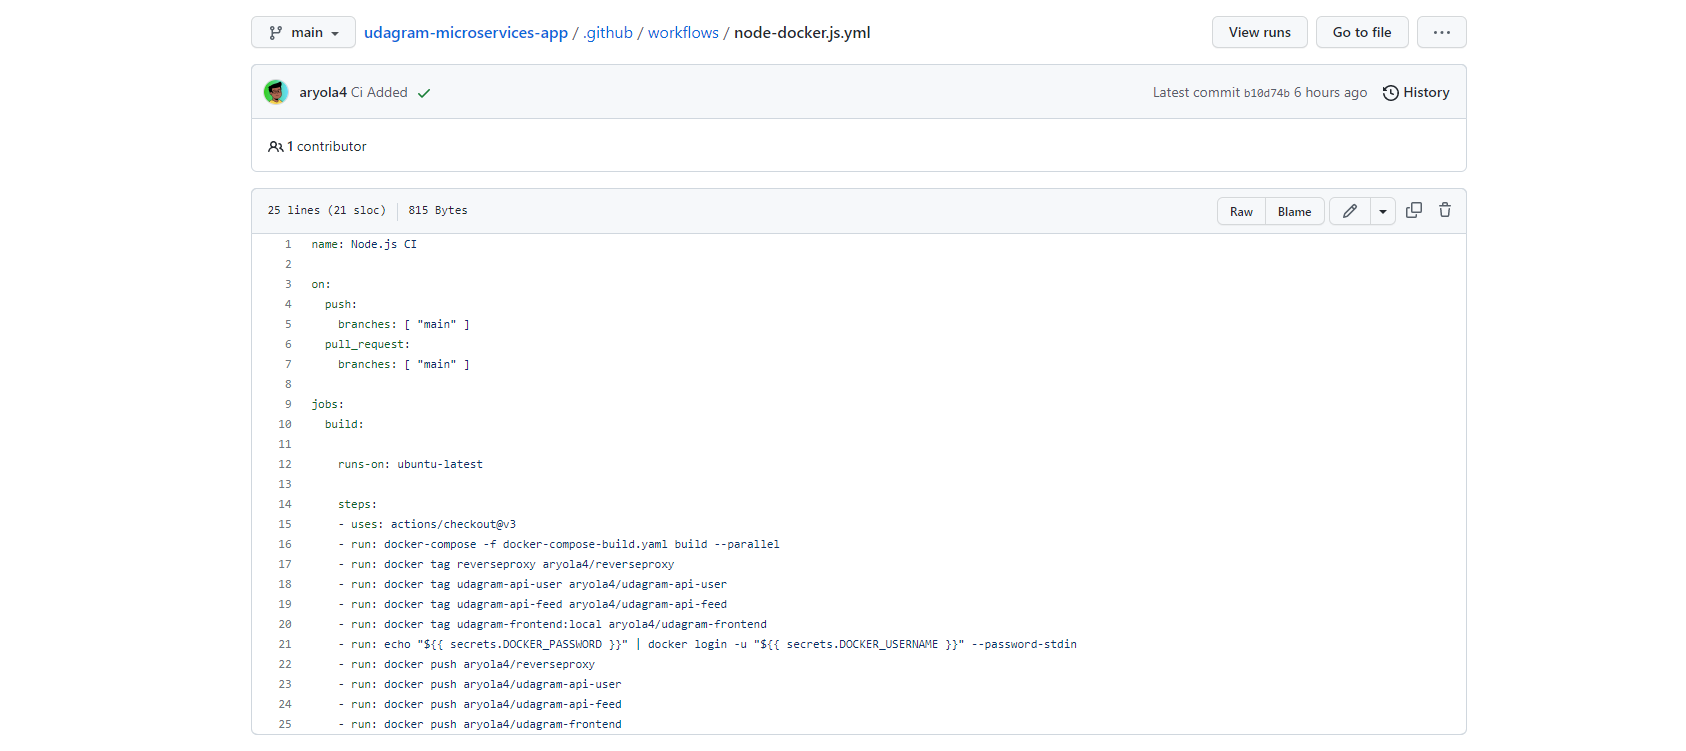 main udagram-microservices-app / .github / workflows / node-docker.js.yml View runs Go to file ...
aryola4 Ci Added Latest commit b10d74b 6 hours ago History
1 contributor
25 lines (21 sloc) 815 Bytes Raw Blame
1 name: Node.js CI
2
3 on:
4 push:
5 branches: [ "main" ]
6 pull_request:
7 branches: [ "main" ]
8
9 jobs:
10 build:
11
12 runs-on: ubuntu-latest
13
14 steps:
15 - uses: actions/checkout@v3
16 - run: docker-compose -f docker-compose-build.yaml build --parallel
17 - run: docker tag reverseproxy aryola4/reverseproxy
18 - run: docker tag udagram-api-user aryola4/udagram-api-user
19 - run: docker tag udagram-api-feed aryola4/udagram-api-feed
20 - run: docker tag udagram-frontend:local aryola4/udagram-frontend
21 - run: echo "${{ secrets.DOCKER_PASSWORD }}" | docker login -u "${{ secrets.DOCKER_USERNAME }}" --password-stdin
22 - run: docker push aryola4/reverseproxy
23 - run: docker push aryola4/udagram-api-user
24 - run: docker push aryola4/udagram-api-feed
25 - run: docker push aryola4/udagram-frontend